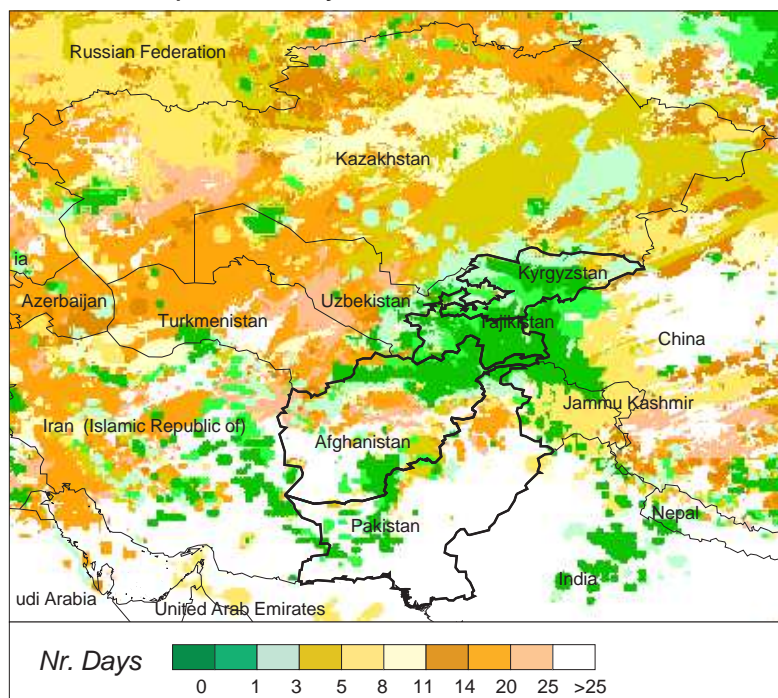 Russian Federation
Kazakhstan
ia
Kyrgyzstan
Azerbaijan
Uzbekistan
Turkmenistan
Tajikistan
China
Jammu Kashmir
Iran (Islamic Republic of)
Afghanistan
Pakistan
Nepal
India
udi Arabia
United Arab Emirates
Nr. Days
0 1 3 5 8 11 14 20 25 >25